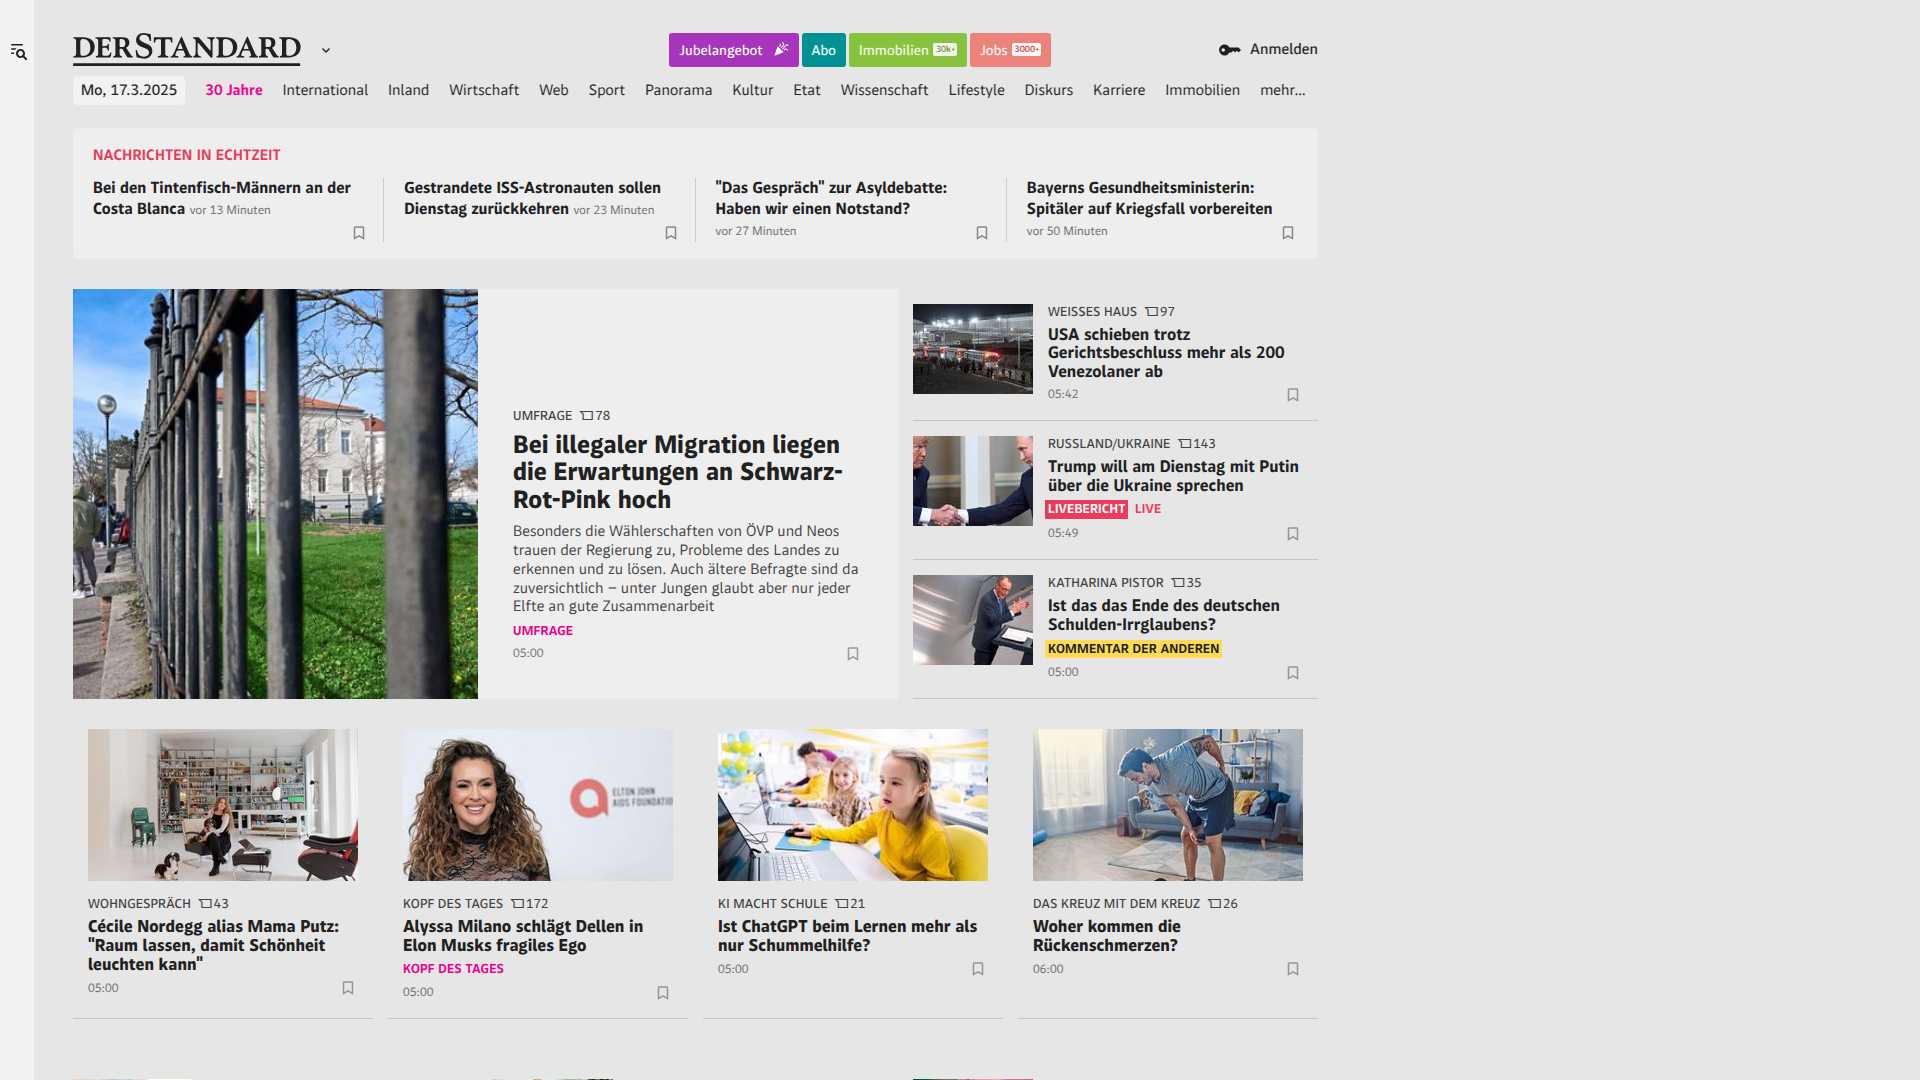 DERSTANDARD
Jubelangebot
Abo
Immobilien 30k+
Jobs 3000+
Anmelden
Mo, 17.3.2025
30 Jahre
International
Inland
Wirtschaft
Web
Sport
Panorama
Kultur
Etat
Wissenschaft
Lifestyle
Diskurs
Karriere
Immobilien
mehr...
NACHRICHTEN IN ECHTZEIT
Bei den Tintenfisch-Männern an der
Costa Blanca vor 13 Minuten
Gestrandete ISS-Astronauten sollen
Dienstag zurückkehren vor 23 Minuten
"Das Gespräch" zur Asyldebatte:
Haben wir einen Notstand?
vor 27 Minuten
Bayerns Gesundheitsministerin:
Spitäler auf Kriegsfall vorbereiten
vor 50 Minuten
UMFRAGE 78
Bei illegaler Migration liegen
die Erwartungen an Schwarz-
Rot-Pink hoch
Besonders die Wählerschaften von ÖVP und Neos
trauen der Regierung zu, Probleme des Landes zu
erkennen und zu lösen. Auch ältere Befragte sind da
zuversichtlich – unter Jungen glaubt aber nur jeder
Elfte an gute Zusammenarbeit
UMFRAGE
05:00
WEISSES HAUS 97
USA schieben trotz
Gerichtsbeschluss mehr als 200
Venezolaner ab
05:42
RUSSLAND/UKRAINE 143
Trump will am Dienstag mit Putin
über die Ukraine sprechen
LIVEBERICHT LIVE
05:49
KATHARINA PISTOR 35
Ist das das Ende des deutschen
Schulden-Irrglaubens?
KOMMENTAR DER ANDEREN
05:00
WOHNGESPRÄCH 43
Cécile Nordegg alias Mama Putz:
"Raum lassen, damit Schönheit
leuchten kann"
05:00
ELTON JOHN
AIDS FOUNDATIO
KOPF DES TAGES 172
Alyssa Milano schlägt Dellen in
Elon Musks fragiles Ego
KOPF DES TAGES
05:00
KI MACHT SCHULE 21
Ist ChatGPT beim Lernen mehr als
nur Schummelhilfe?
05:00
DAS KREUZ MIT DEM KREUZ 26
Woher kommen die
Rückenschmerzen?
06:00